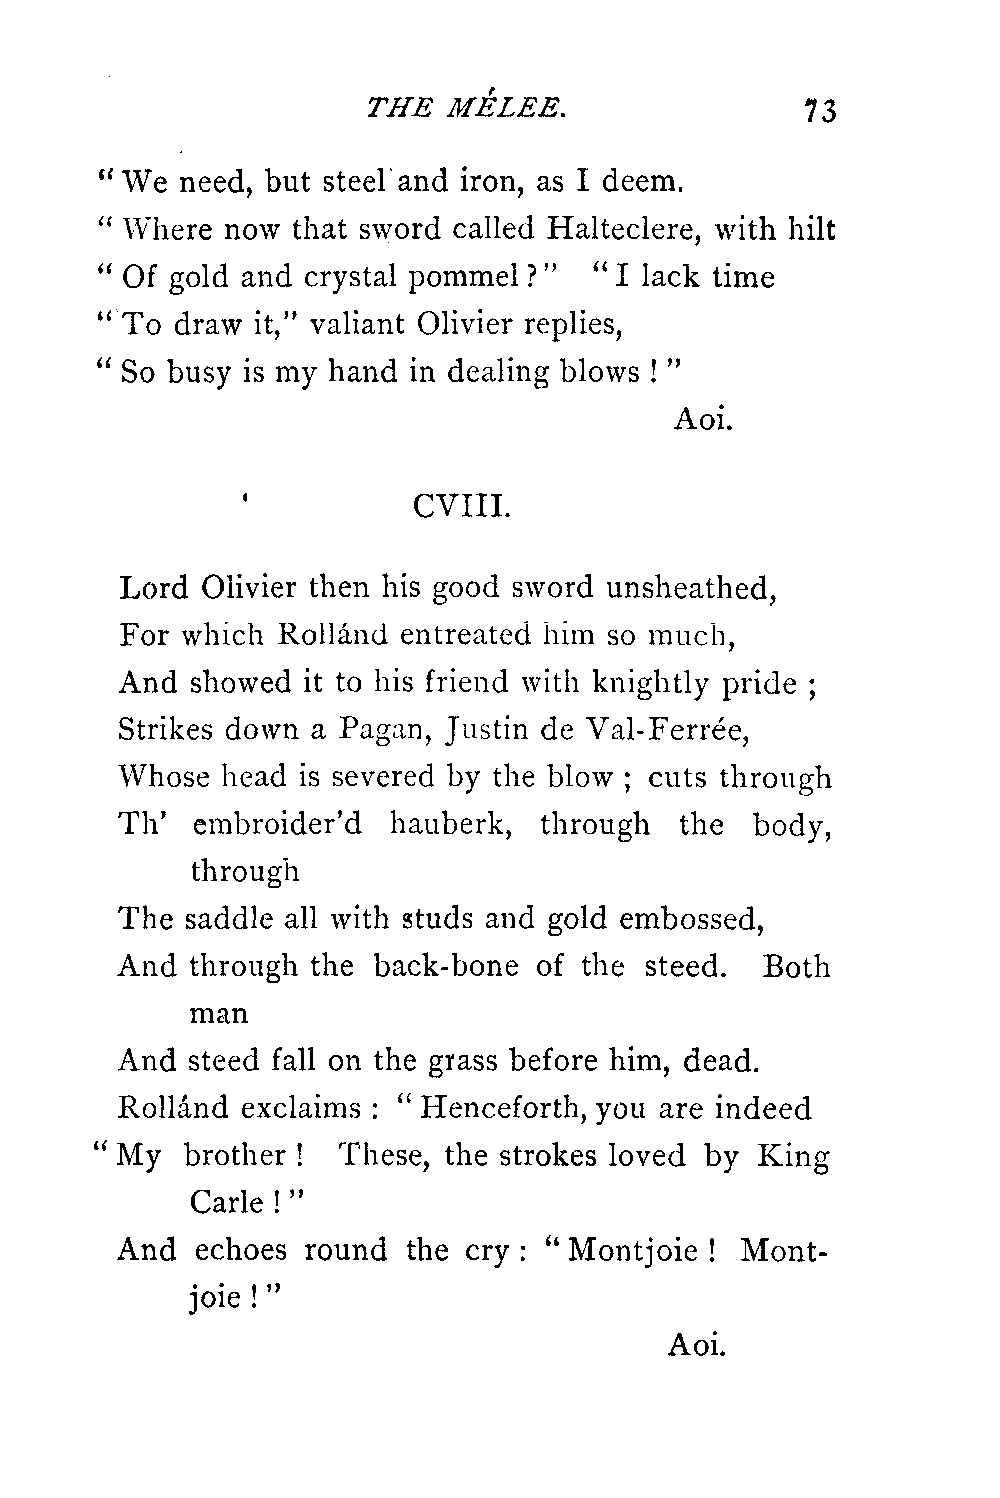 THE MÉLEE. 73
“ We need, but steel and iron, as I deem.
“ Where now that sword called Halteclere, with hilt
“ Of gold and crystal pommel ? ” “ I lack time
“ To draw it,” valiant Olivier replies,
“ So busy is my hand in dealing blows ! ”
Aoi.
CVIII.
Lord Olivier then his good sword unsheathed,
For which Rollánd entreated him so much,
And showed it to his friend with knightly pride ;
Strikes down a Pagan, Justin de Val-Ferrée,
Whose head is severed by the blow ; cuts through
Th’ embroider’d hauberk, through the body,
through
The saddle all with studs and gold embossed,
And through the back-bone of the steed. Both
man
And steed fall on the grass before him, dead.
Rollánd exclaims : “ Henceforth, you are indeed
“ My brother ! These, the strokes loved by King
Carle ! ”
And echoes round the cry : “ Montjoie ! Mont-
joie ! ”
Aoi.